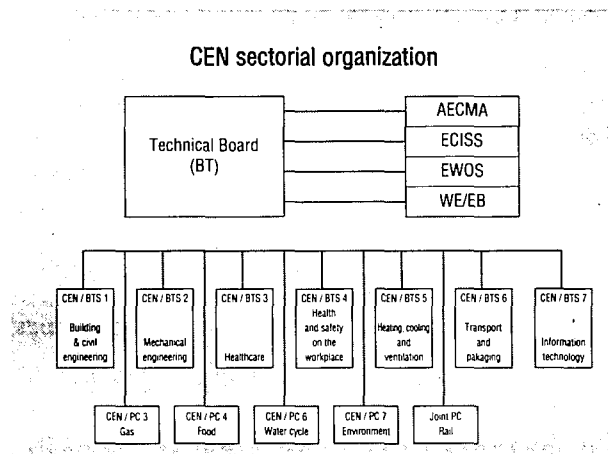 CEN sectorial organization
Technical Board
(BT)
AECMA
ECISS
EWOS
WE/EB
CEN / BTS 1
Building
& civil
engineering
CEN / BTS 2
Mechanical
engineering
CEN / BTS 3
Healthcare
CEN / BTS 4
Health
and safety
on the
workplace
CEN / BTS 5
Heating, cooling
and
ventilation
CEN / BTS 6
Transport
and
pakaging
CEN / BTS 7
Information
technology
CEN / PC 3
Gas
CEN / PC 4
Food
CEN / PC 6
Water cycle
CEN / PC 7
Environment
Joint PC
Rail